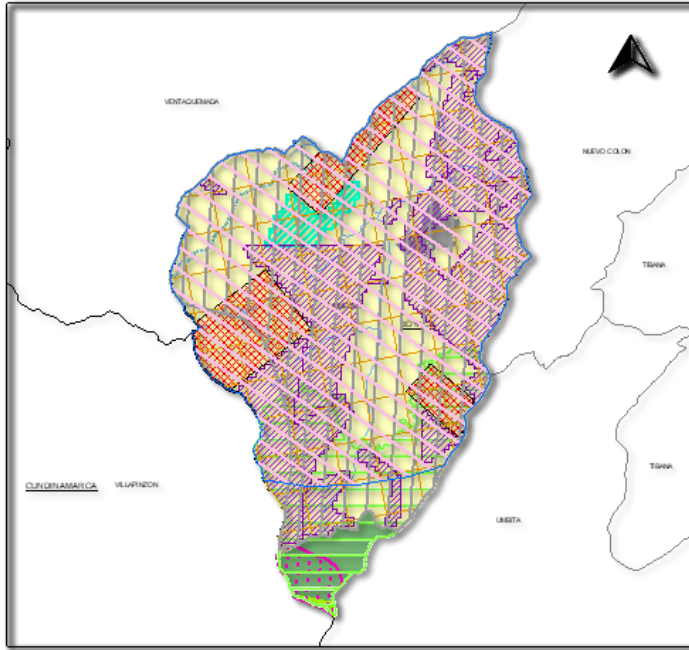 VENTAQUEMADA
NUEVO COLON
TIBANA
CUNDINAMARCA
VILLAPINZON
TIBANA
UMBITA